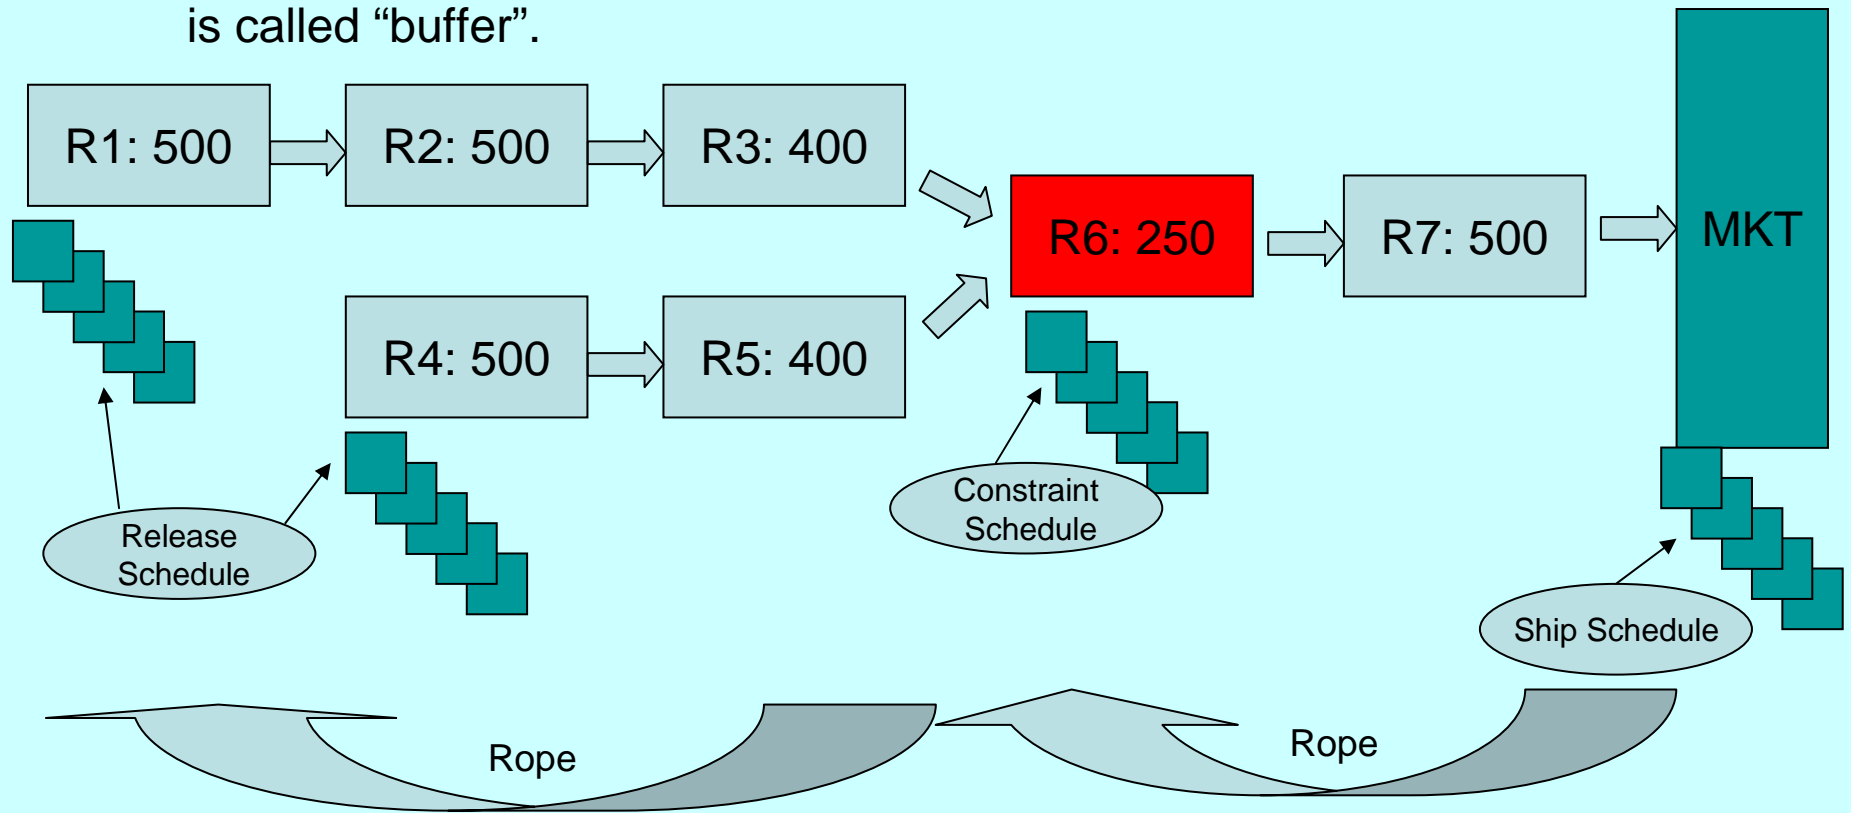 is called “buffer”.
R1: 500
R2: 500
R3: 400
R6: 250
R7: 500
MKT
R4: 500
R5: 400
Constraint
Schedule
Release
Schedule
Ship Schedule
Rope
Rope